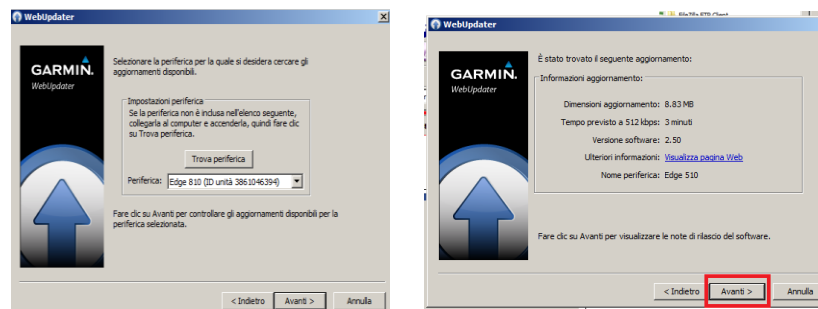 WebUpdater
GARMIN.
WebUpdater
Selezionare la periferica per la quale si desidera cercare gli
aggiornamenti disponibili.
Impostazioni periferica
Se la periferica non è indusa nell'elenco seguente,
collegarla al computer e accenderla, quindi fare clic
su Trova periferica.
Trova periferica
Periferica: Edge 810 (ID unità 3861046394)
Fare clic su Avanti per controllare gli aggiornamenti disponibili per la
periferica selezionata.
< Indietro Avanti > Annulla
FileZilla FTP Client
WebUpdater
GARMIN.
WebUpdater
È stato trovato il seguente aggiornamento:
Informazioni aggiornamento:
Dimensioni aggiornamento: 8.83 MB
Tempo previsto a 512 kbps: 3 minuti
Versione software: 2.50
Ulteriori informazioni: Visualizza pagina Web
Nome periferica: Edge 510
Fare clic su Avanti per visualizzare le note di rilascio del software.
< Indietro Avanti > Annulla